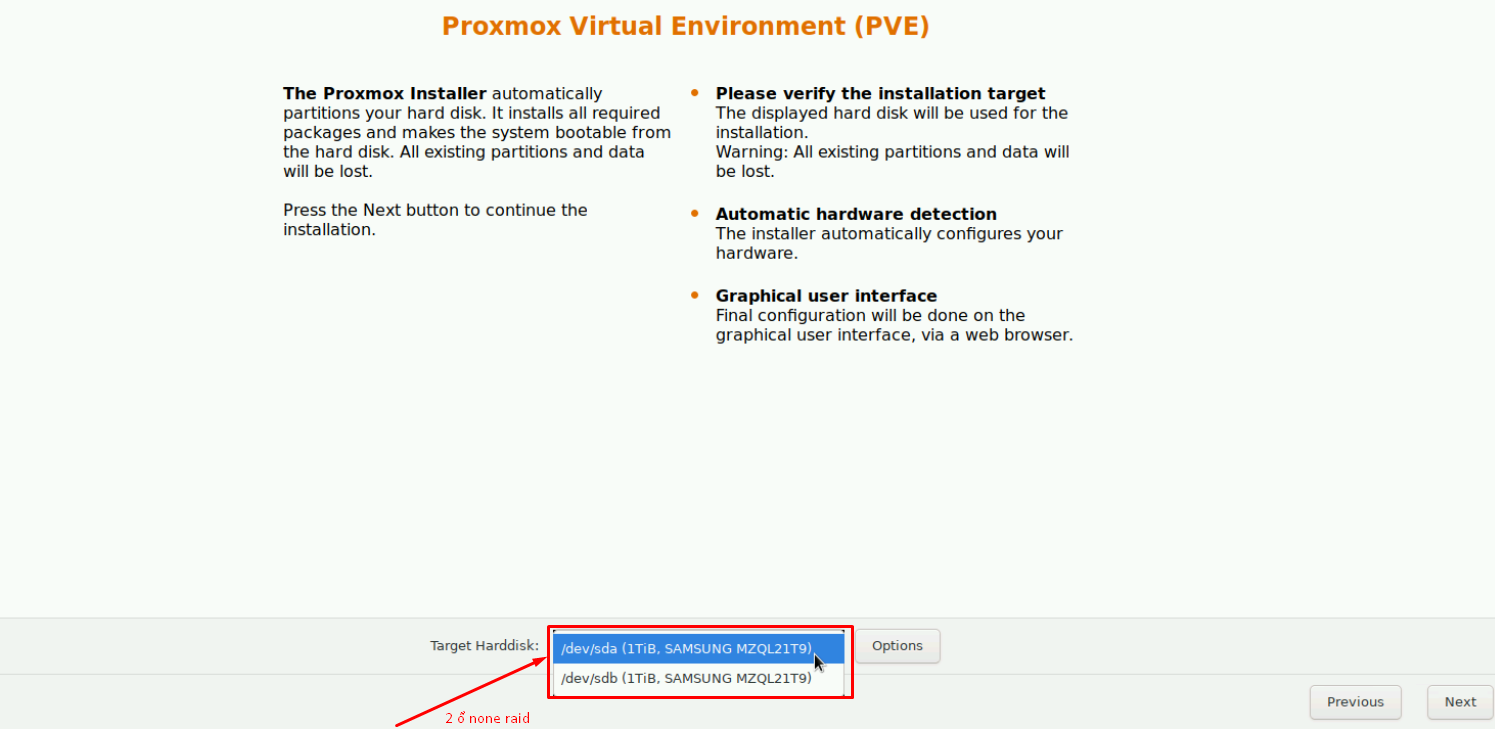 Proxmox Virtual Environment (PVE)
The Proxmox Installer automatically
partitions your hard disk. It installs all required
packages and makes the system bootable from
the hard disk. All existing partitions and data
will be lost.
Press the Next button to continue the
installation.
Please verify the installation target
The displayed hard disk will be used for the
installation.
Warning: All existing partitions and data will
be lost.
Automatic hardware detection
The installer automatically configures your
hardware.
Graphical user interface
Final configuration will be done on the
graphical user interface, via a web browser.
Target Harddisk:
/dev/sda (1TiB, SAMSUNG MZQL21T9)
/dev/sdb (1TiB, SAMSUNG MZQL21T9)
Options
2 ổ none raid
Previous
Next